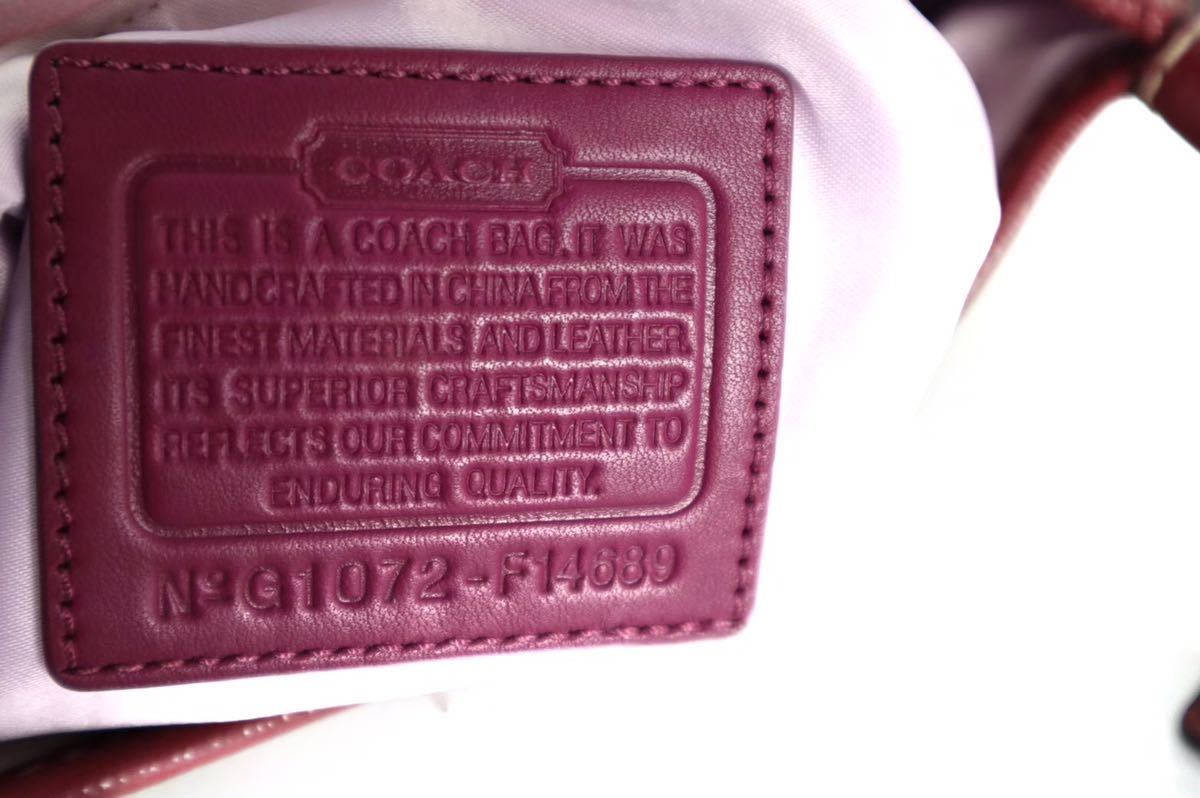 COACH
THIS IS A COACH BAG. IT WAS
HANDCRAFTED IN CHINA FROM THE
FINEST MATERIALS AND LEATHER.
ITS SUPERIOR CRAFTSMANSHIP
REFLECTS OUR COMMITMENT TO
ENDURING QUALITY.
Nº G1072-F14689